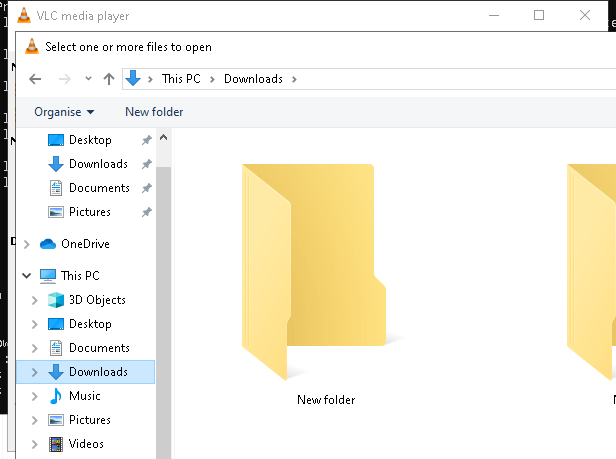 VLC media player
Select one or more files to open
This PC > Downloads >
Organise New folder
Desktop
Downloads
Documents
Pictures
OneDrive
This PC
3D Objects
Desktop
Documents
Downloads
Music
Pictures
Videos
New folder